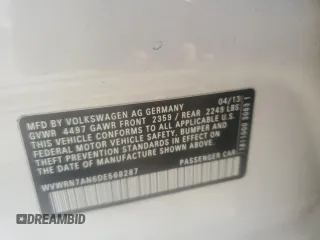 MFD BY VOLKSWAGEN AG GERMANY 04/13
GVWR 4497 GAWR FRONT 2359 / REAR 2249 LBS
THIS VEHICLE CONFORMS TO ALL APPLICABLE U.S.
FEDERAL MOTOR VEHICLE SAFETY, BUMPER AND
THEFT PREVENTION STANDARDS IN EFFECT ON THE
DATE OF MANUFACTURE SHOWN ABOVE.
WVWRN7AN6DE568287 PASSENGER CAR
DREAMBID